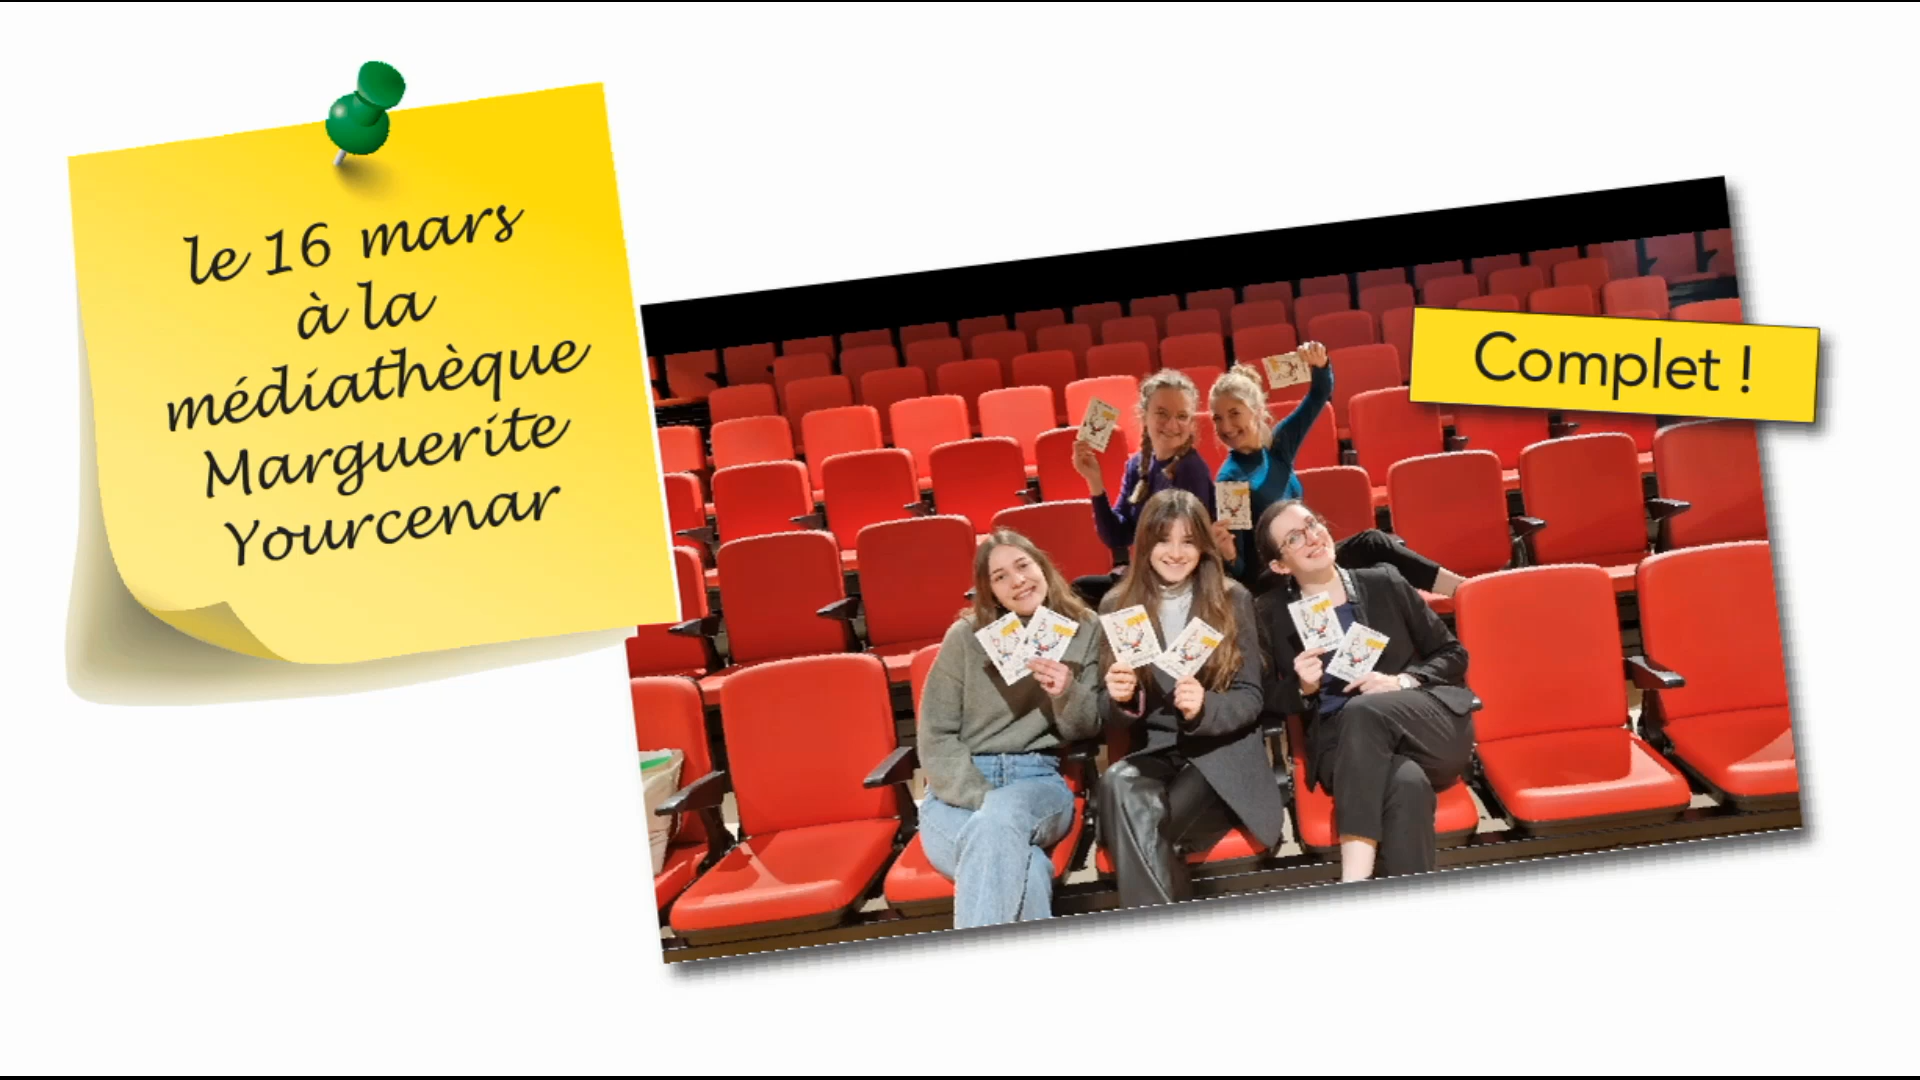 le 16 mars
à la
médiathèque
Marguerite
Yourcenar
Complet !